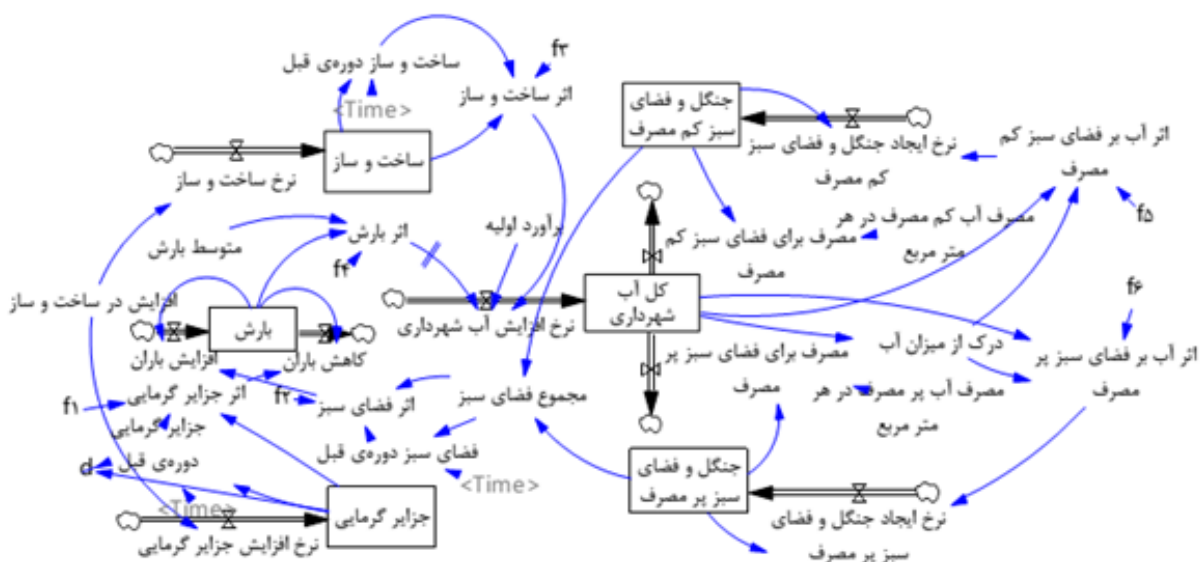 ساخت و ساز دوره‌ی قبل
<Time>
f۳
اثر ساخت و ساز
ساخت و ساز
نرخ ساخت و ساز
متوسط بارش
اثر بارش
f۴
برآورد اولیه
افزایش در ساخت و ساز
بارش
افزایش باران
کاهش باران
نرخ افزایش آب شهرداری
f۱
اثر جزایر گرمایی
f۲
اثر فضای سبز
مجموع فضای سبز
جزایر گرمایی
دوره‌ی قبل
d
<Time>
فضای سبز دوره‌ی قبل
<Time>
جزایر گرمایی
نرخ افزایش جزایر گرمایی
جنگل و فضای
سبز کم مصرف
نرخ ایجاد جنگل و فضای سبز
کم مصرف
اثر آب بر فضای سبز کم
مصرف
f۵
مصرف آب کم مصرف در هر
متر مربع
مصرف برای فضای سبز کم
مصرف
کل آب
شهرداری
f۶
درک از میزان آب
مصرف برای فضای سبز پر
مصرف
اثر آب بر فضای سبز پر
مصرف
مصرف آب پر مصرف در هر
متر مربع
جنگل و فضای
سبز پر مصرف
نرخ ایجاد جنگل و فضای
سبز پر مصرف